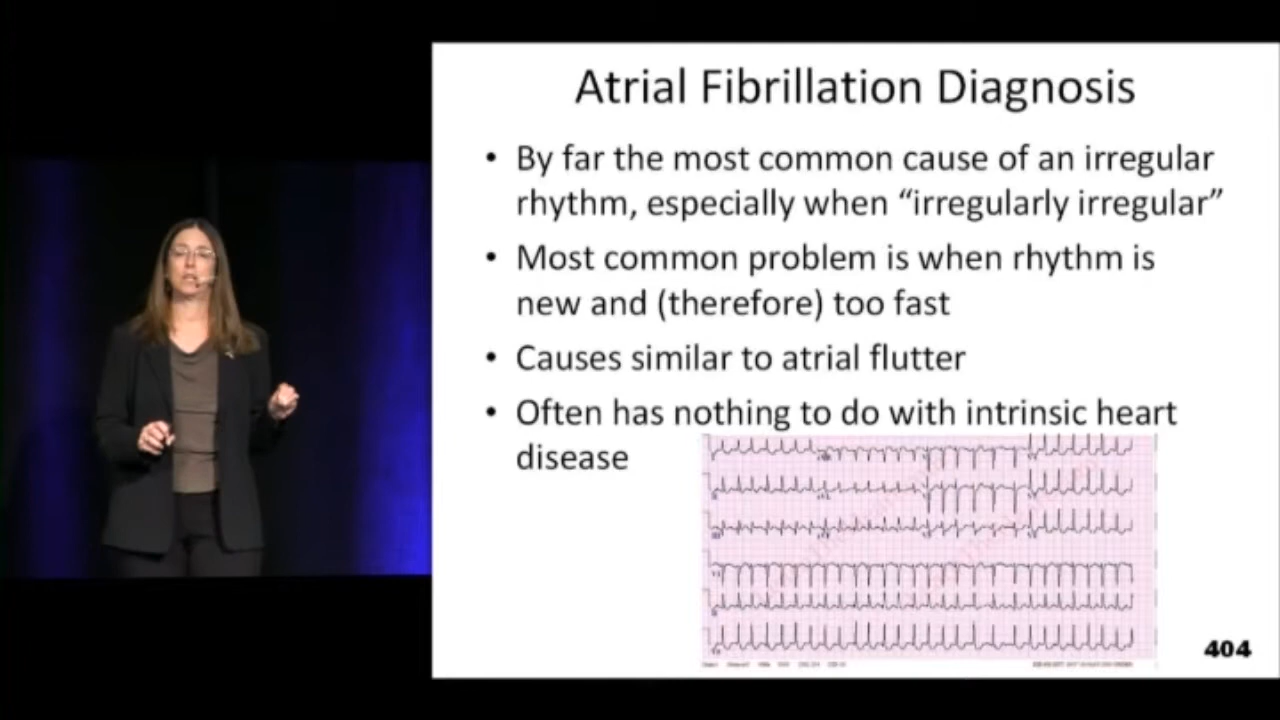 Atrial Fibrillation Diagnosis
• By far the most common cause of an irregular
rhythm, especially when “irregularly irregular”
• Most common problem is when rhythm is
new and (therefore) too fast
• Causes similar to atrial flutter
• Often has nothing to do with intrinsic heart
disease
404